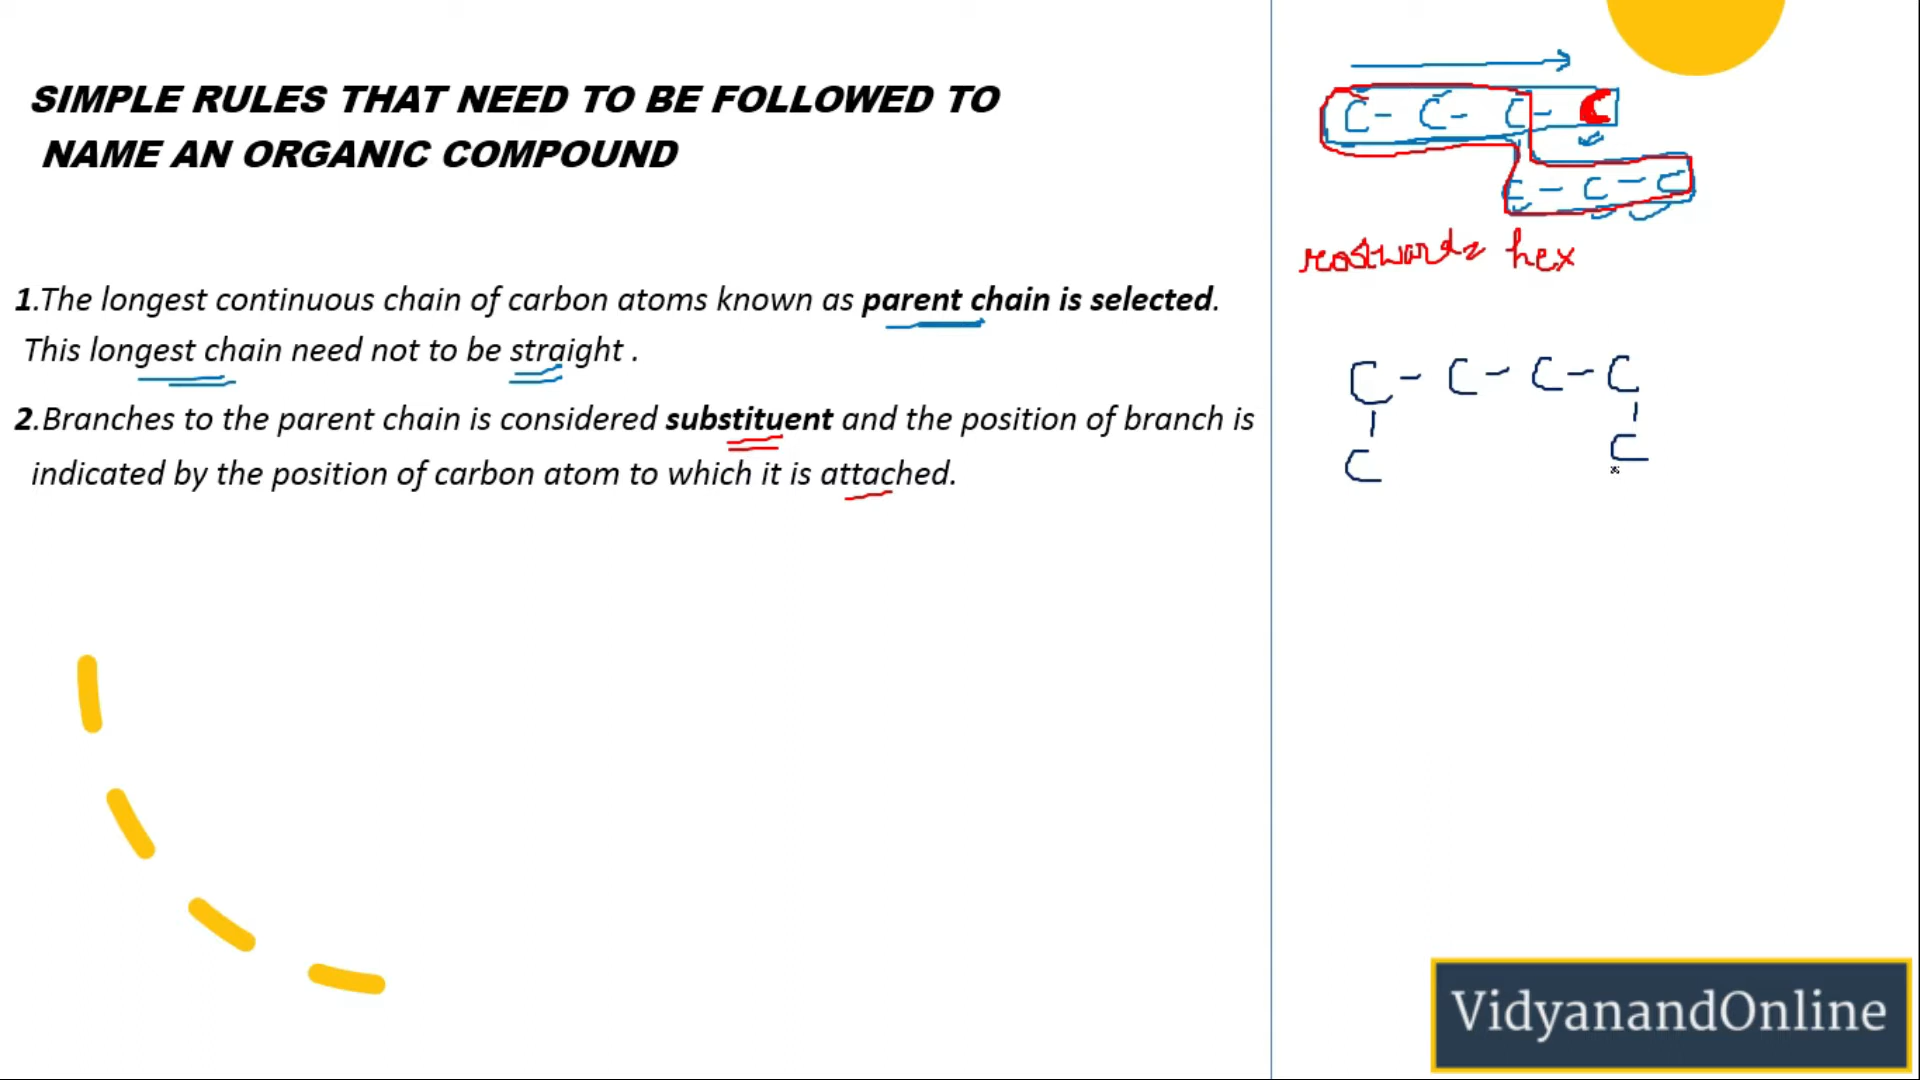 SIMPLE RULES THAT NEED TO BE FOLLOWED TO
NAME AN ORGANIC COMPOUND
1.The longest continuous chain of carbon atoms known as parent chain is selected.
This longest chain need not to be straight .
2.Branches to the parent chain is considered substituent and the position of branch is
indicated by the position of carbon atom to which it is attached.
C - C - C - C
C - C - C
hex
C - C - C - C
C C
VidyanandOnline